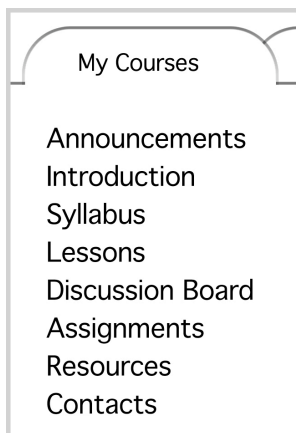 My Courses
Announcements
Introduction
Syllabus
Lessons
Discussion Board
Assignments
Resources
Contacts